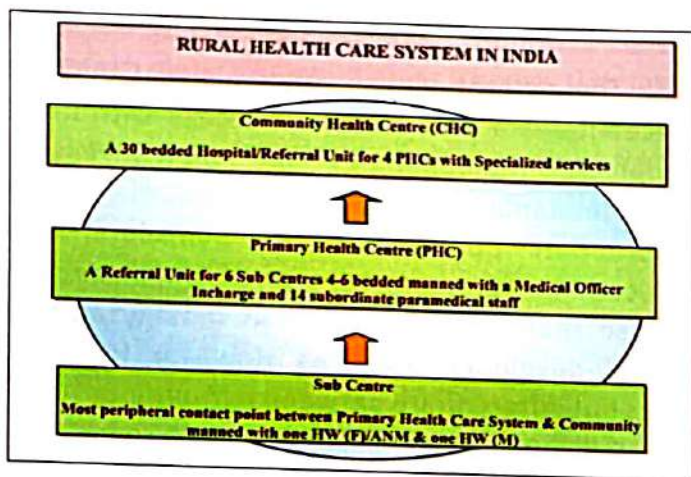 RURAL HEALTH CARE SYSTEM IN INDIA
Community Health Centre (CHC)
A 30 bedded Hospital/Referral Unit for 4 PHCs with Specialized services
Primary Health Centre (PHC)
A Referral Unit for 6 Sub Centres 4-6 bedded manned with a Medical Officer
Incharge and 14 subordinate paramedical staff
Sub Centre
Most peripheral contact point between Primary Health Care System & Community
manned with one HW (F)/ANM & one HW (M)